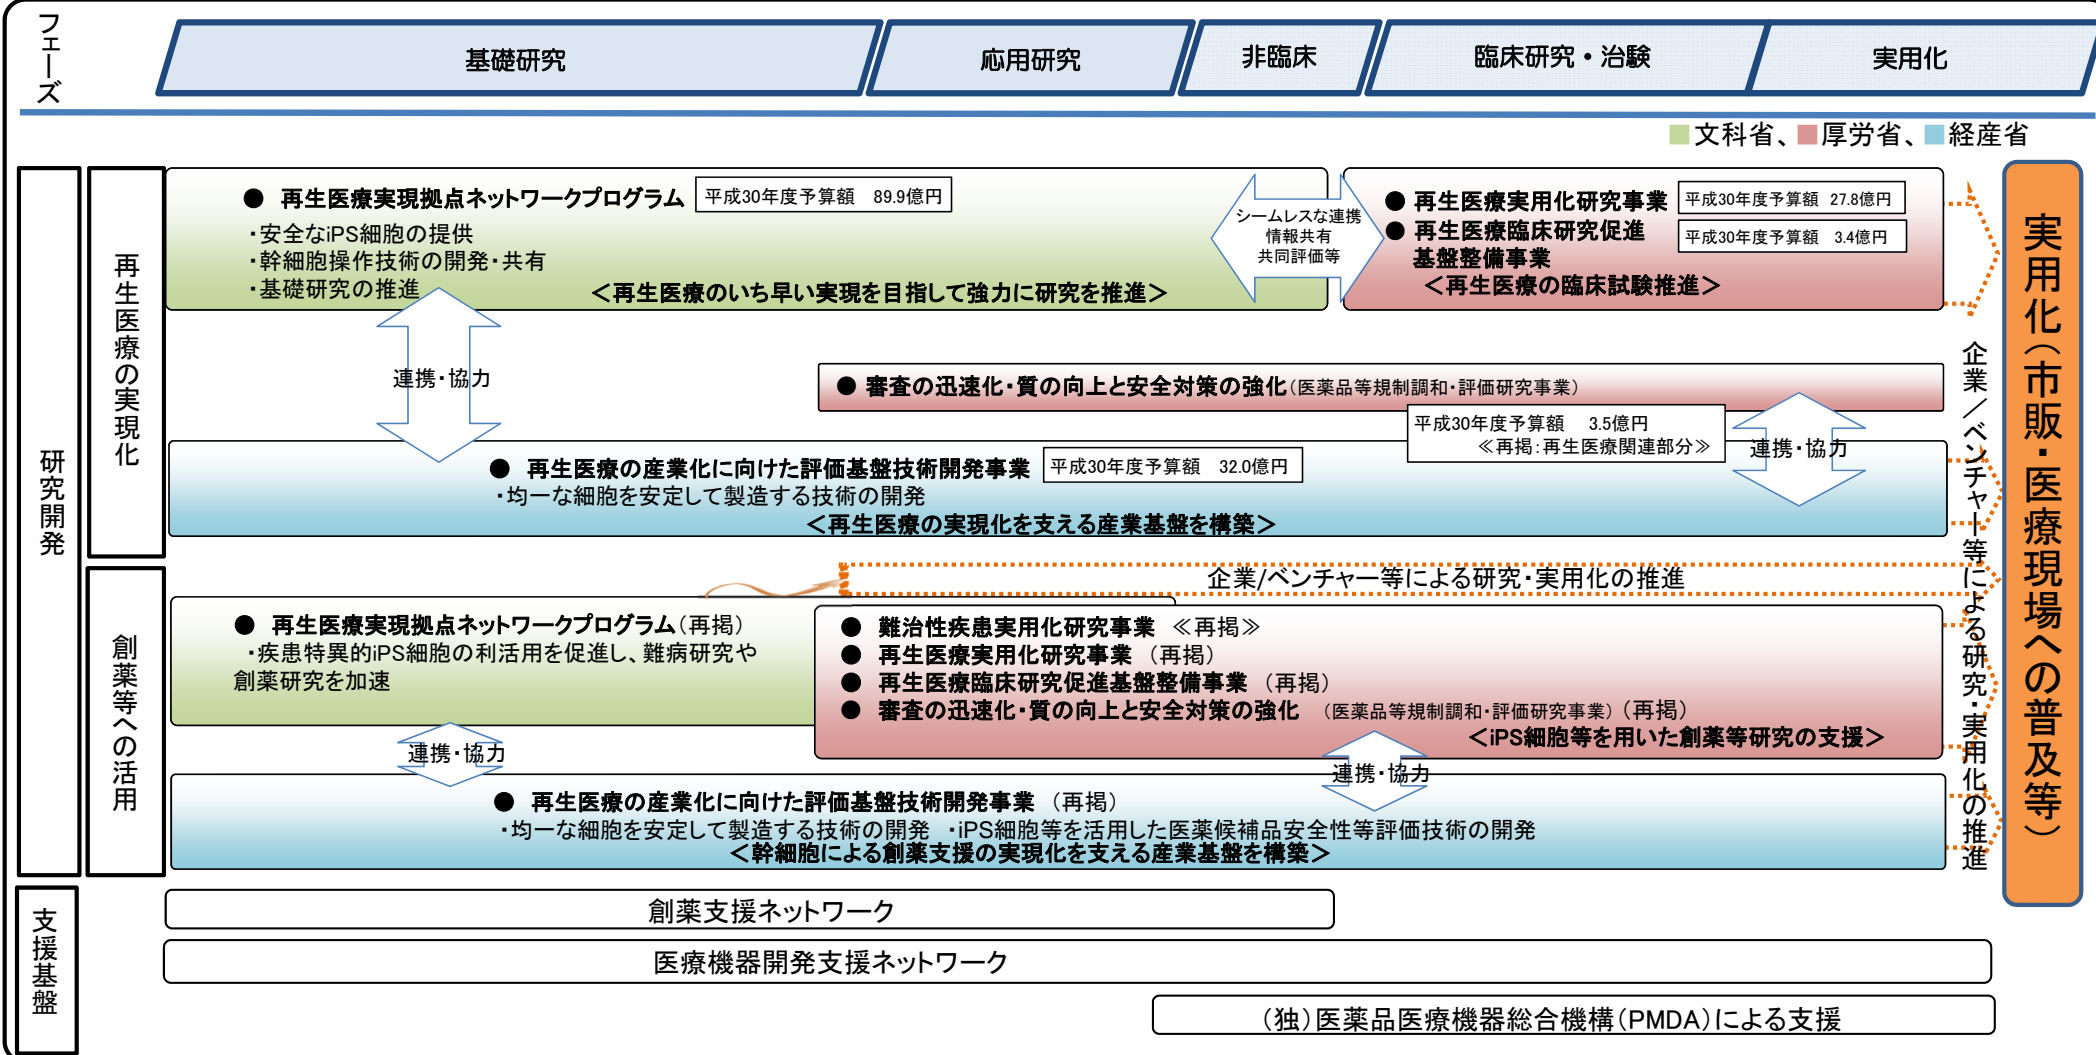 フェーズ
基礎研究
応用研究
非臨床
臨床研究・治験
実用化
文科省、厚労省、経産省
研究開発
再生医療の実現化
● 再生医療実現拠点ネットワークプログラム
平成30年度予算額 89.9億円
・安全なiPS細胞の提供
・幹細胞操作技術の開発・共有
・基礎研究の推進
＜再生医療のいち早い実現を目指して強力に研究を推進＞
シームレスな連携
情報共有
共同評価等
● 再生医療実用化研究事業
平成30年度予算額 27.8億円
● 再生医療臨床研究促進
基盤整備事業
平成30年度予算額 3.4億円
＜再生医療の臨床試験推進＞
連携・協力
● 審査の迅速化・質の向上と安全対策の強化（医薬品等規制調和・評価研究事業）
平成30年度予算額 3.5億円
≪再掲：再生医療関連部分≫
連携・協力
● 再生医療の産業化に向けた評価基盤技術開発事業
平成30年度予算額 32.0億円
・均一な細胞を安定して製造する技術の開発
＜再生医療の実現化を支える産業基盤を構築＞
企業／ベンチャー等による研究・実用化の推進
実用化（市販・医療現場への普及等）
創薬等への活用
企業/ベンチャー等による研究・実用化の推進
● 再生医療実現拠点ネットワークプログラム（再掲）
・疾患特異的iPS細胞の利活用を促進し、難病研究や
創薬研究を加速
● 難治性疾患実用化研究事業 ≪再掲≫
● 再生医療実用化研究事業 （再掲）
● 再生医療臨床研究促進基盤整備事業 （再掲）
● 審査の迅速化・質の向上と安全対策の強化 （医薬品等規制調和・評価研究事業）（再掲）
＜iPS細胞等を用いた創薬等研究の支援＞
連携・協力
連携・協力
● 再生医療の産業化に向けた評価基盤技術開発事業 （再掲）
・均一な細胞を安定して製造する技術の開発 ・iPS細胞等を活用した医薬候補品安全性等評価技術の開発
＜幹細胞による創薬支援の実現化を支える産業基盤を構築＞
支援基盤
創薬支援ネットワーク
医療機器開発支援ネットワーク
（独）医薬品医療機器総合機構（PMDA）による支援